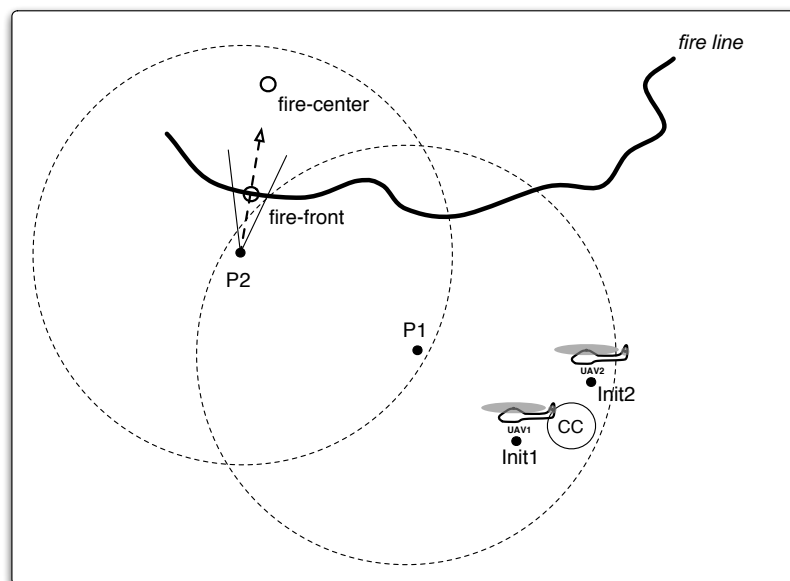 fire line
fire-center
fire-front
P2
P1
UAV2
Init2
UAV1
CC
Init1